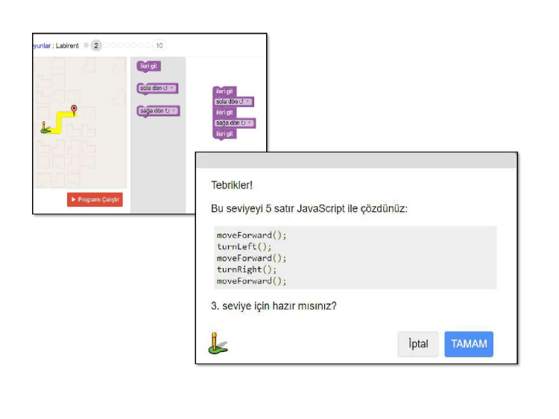 yunlar : Labirent 2 10
ileri git
sola dön ↺
sağa dön ↻
ileri git
sola dön ↺
ileri git
sağa dön ↻
ileri git
► Programı Çalıştır
Tebrikler!
Bu seviyeyi 5 satır JavaScript ile çözdünüz:
moveForward();
turnLeft();
moveForward();
turnRight();
moveForward();
3. seviye için hazır mısınız?
İptal TAMAM